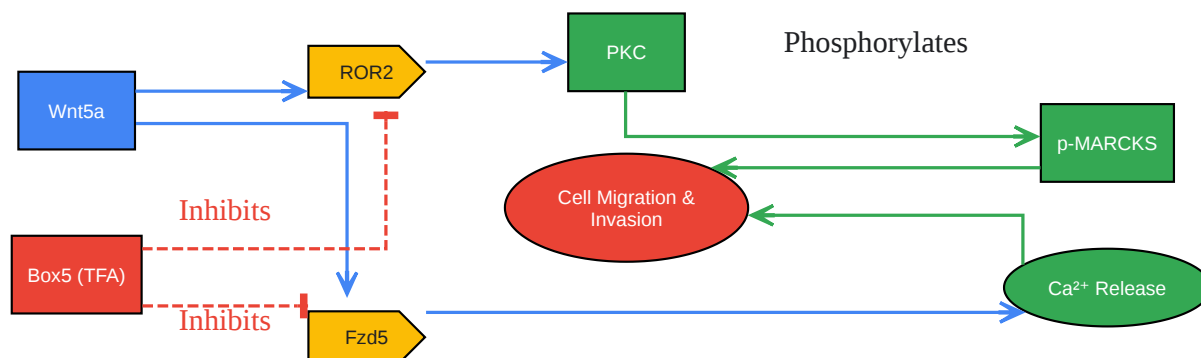 Phosphorylates
PKC
ROR2
Wnt5a
p-MARCKS
Cell Migration &
Invasion
Inhibits
Box5 (TFA)
Ca²⁺ Release
Inhibits
Fzd5